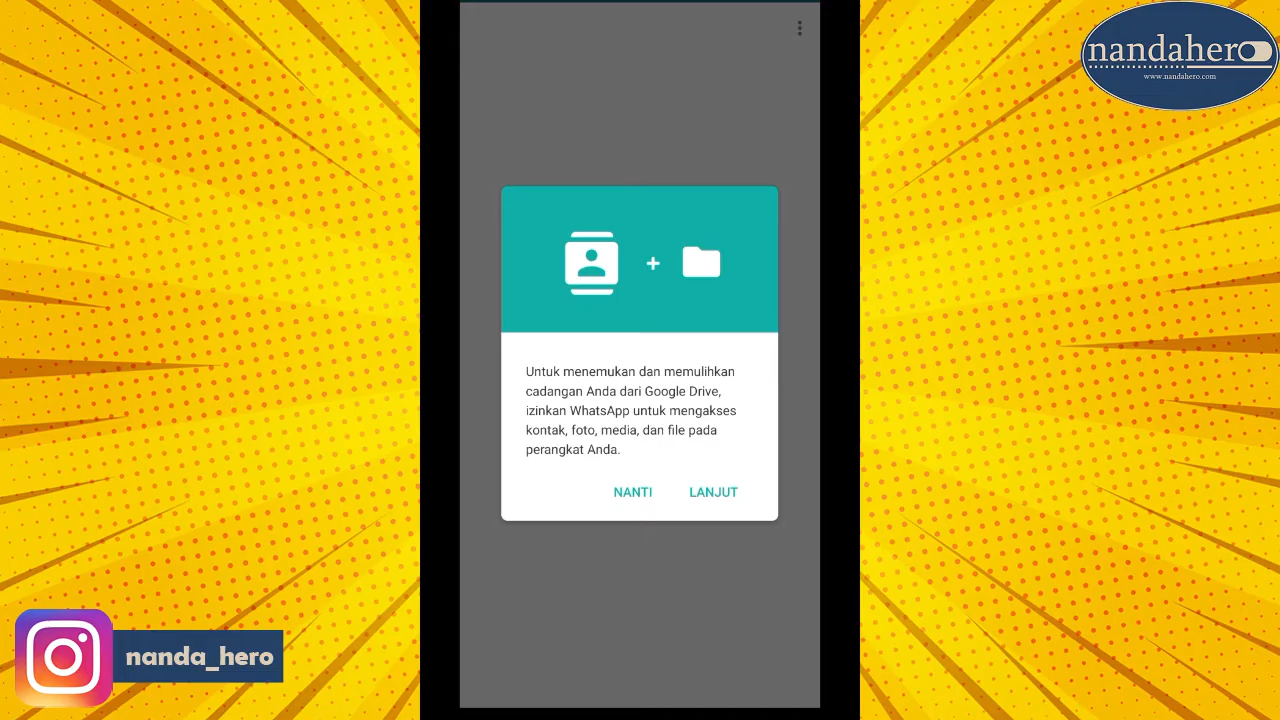 nandahero
www.nandahero.com
Untuk menemukan dan memulihkan
cadangan Anda dari Google Drive,
izinkan WhatsApp untuk mengakses
kontak, foto, media, dan file pada
perangkat Anda.
NANTI LANJUT
nanda_hero